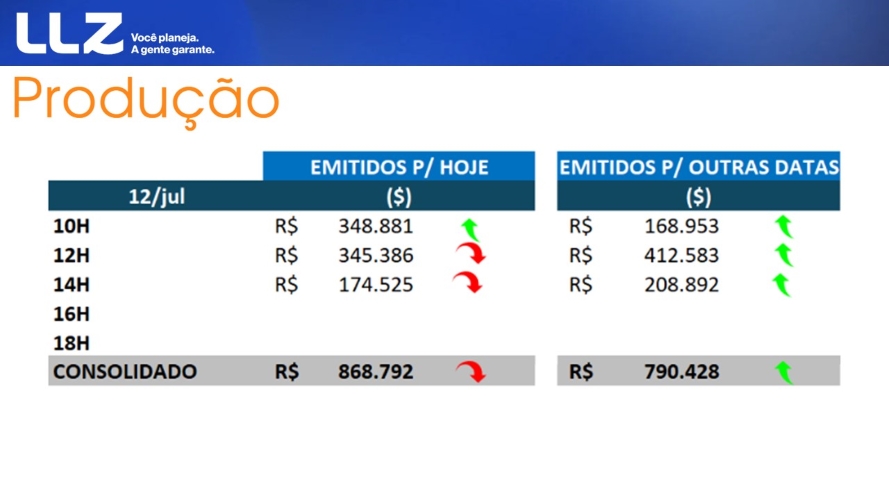 LLZ Você planeja.
A gente garante.
Produção
EMITIDOS P/ HOJE EMITIDOS P/ OUTRAS DATAS
12/jul ($) ($)
10H R$ 348.881 R$ 168.953
12H R$ 345.386 R$ 412.583
14H R$ 174.525 R$ 208.892
16H
18H
CONSOLIDADO R$ 868.792 R$ 790.428